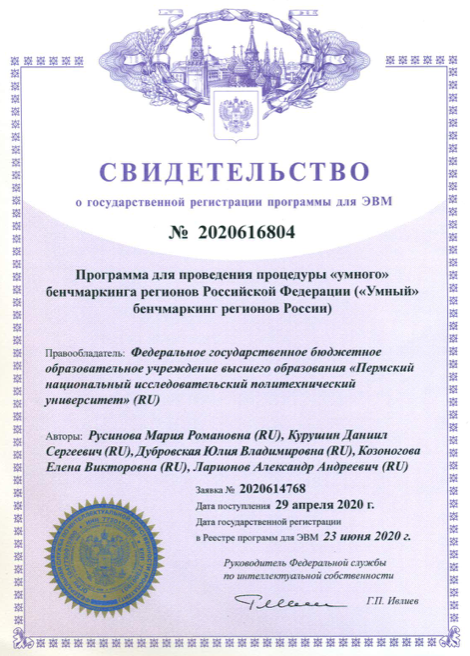 СВИДЕТЕЛЬСТВО
о государственной регистрации программы для ЭВМ
№ 2020616804
Программа для проведения процедуры «умного»
бенчмаркинга регионов Российской Федерации («Умный»
бенчмаркинг регионов России)
Правообладатель: Федеральное государственное бюджетное
образовательное учреждение высшего образования «Пермский
национальный исследовательский политехнический
университет» (RU)
Авторы: Русинова Мария Романовна (RU), Курушин Даниил
Сергеевич (RU), Дубровская Юлия Владимировна (RU), Козоногова
Елена Викторовна (RU), Ларионов Александр Андреевич (RU)
Заявка № 2020614768
Дата поступления 29 апреля 2020 г.
Дата государственной регистрации
в Реестре программ для ЭВМ 23 июня 2020 г.
Руководитель Федеральной службы
по интеллектуальной собственности
Г.П. Ивлиев